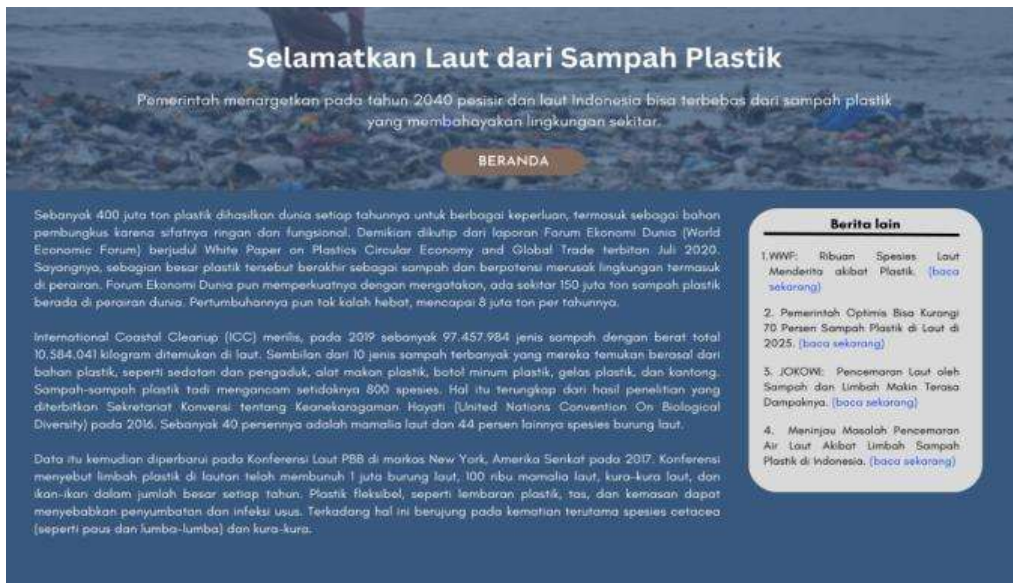 Selamatkan Laut dari Sampah Plastik
Pemerintah menargetkan pada tahun 2040 pesisir dan laut Indonesia bisa terbebas dari sampah plastik
yang membahayakan lingkungan sekitar.
BERANDA
Sebanyak 400 juta ton plastik dihasilkan dunia setiap tahunnya untuk berbagai keperluan, termasuk sebagai bahan
pembungkus karena sifatnya ringan dan fungsional. Demikian dikutip dari laporan Forum Ekonomi Dunia (World
Economic Forum) berjudul White Paper on Plastics Circular Economy and Global Trade terbitan Juli 2020.
Sayangnya, sebagian besar plastik tersebut berakhir sebagai sampah dan berpotensi merusak lingkungan termasuk
di perairan. Forum Ekonomi Dunia pun memperkuatnya dengan mengatakan, ada sekitar 150 juta ton sampah plastik
berada di perairan dunia. Pertumbuhannya pun tak kalah hebat, mencapai 8 juta ton per tahunnya.
International Coastal Cleanup (ICC) merilis, pada 2019 sebanyak 97.457.984 jenis sampah dengan berat total
10.584.041 kilogram ditemukan di laut. Sembilan dari 10 jenis sampah terbanyak yang mereka temukan berasal dari
bahan plastik, seperti sedotan dan pengaduk, alat makan plastik, botol minum plastik, gelas plastik, dan kantong.
Sampah-sampah plastik tadi mengancam setidaknya 800 spesies. Hal itu terungkap dari hasil penelitian yang
diterbitkan Sekretariat Konvensi tentang Keanekaragaman Hayati (United Nations Convention On Biological
Diversity) pada 2016. Sebanyak 40 persennya adalah mamalia laut dan 44 persen lainnya spesies burung laut.
Data itu kemudian diperbarui pada Konferensi Laut PBB di markas New York, Amerika Serikat pada 2017. Konferensi
menyebut limbah plastik di lautan telah membunuh 1 juta burung laut, 100 ribu mamalia laut, kura-kura laut, dan
ikan-ikan dalam jumlah besar setiap tahun. Plastik fleksibel, seperti lembaran plastik, tas, dan kemasan dapat
menyebabkan penyumbatan dan infeksi usus. Terkadang hal ini berujung pada kematian terutama spesies cetacea
(seperti paus dan lumba-lumba) dan kura-kura.
Berita lain
1.WWF: Ribuan Spesies Laut
Menderita akibat Plastik. (baca
sekarang)
2. Pemerintah Optimis Bisa Kurangi
70 Persen Sampah Plastik di Laut di
2025. (baca sekarang)
3. JOKOWI: Pencemaran Laut oleh
Sampah dan Limbah Makin Terasa
Dampaknya. (baca sekarang)
4. Meninjau Masalah Pencemaran
Air Laut Akibat Limbah Sampah
Plastik di Indonesia. (baca sekarang)